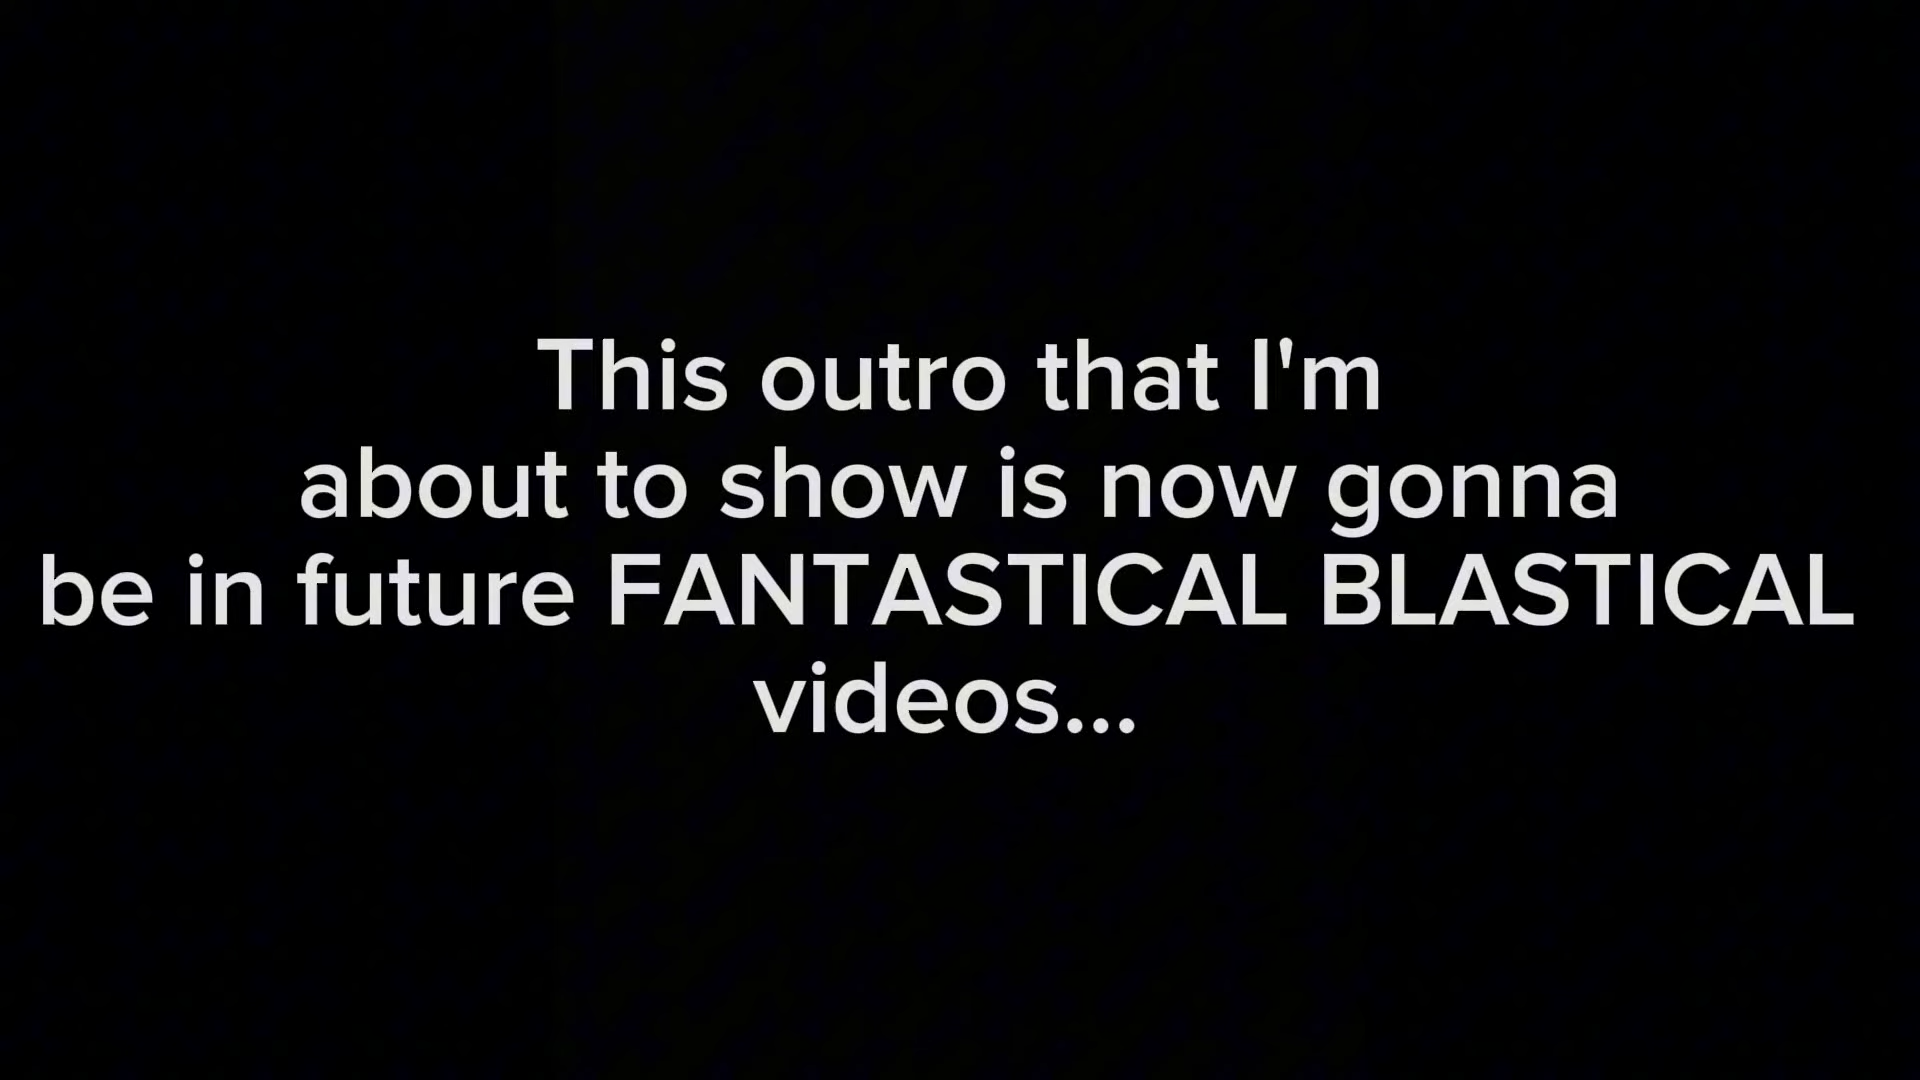 This outro that I'm
about to show is now gonna
be in future FANTASTICAL BLASTICAL
videos...